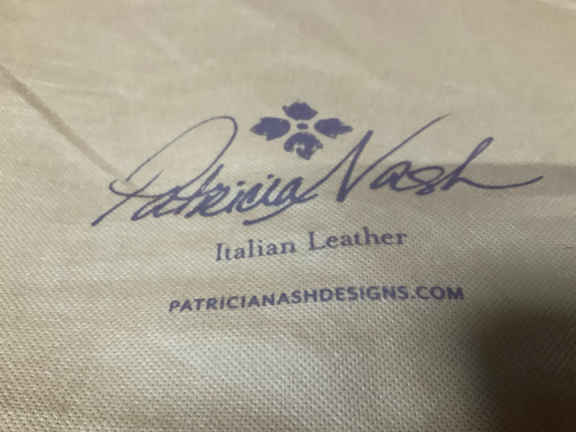 Patricia Nash
Italian Leather
PATRICIANASHDESIGNS.COM